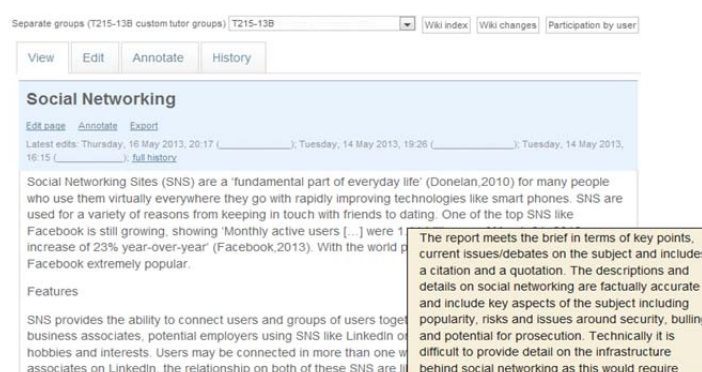 Separate groups (T215-13B custom tutor groups) T215-13B Wiki index Wiki changes Participation by user
View Edit Annotate History
Social Networking
Edit page Annotate Export
Latest edits: Thursday, 16 May 2013, 20:17 (____________); Tuesday, 14 May 2013, 19:26 (____________); Tuesday, 14 May 2013,
16:15 (____________); full history
Social Networking Sites (SNS) are a 'fundamental part of everyday life' (Donelan,2010) for many people
who use them virtually everywhere they go with rapidly improving technologies like smart phones. SNS are
used for a variety of reasons from keeping in touch with friends to dating. One of the top SNS like
Facebook is still growing, showing 'Monthly active users [...] were 1
increase of 23% year-over-year' (Facebook,2013). With the world
Facebook extremely popular.
Features
SNS provides the ability to connect users and groups of users
business associates, potential employers using SNS like LinkedIn
hobbies and interests. Users may be connected in more than one
associates on LinkedIn, the relationship on both of these SNS are
The report meets the brief in terms of key points,
current issues/debates on the subject and includes
a citation and a quotation. The descriptions and
details on social networking are factually accurate
and include key aspects of the subject including
popularity, risks and issues around security, bulling
and potential for prosecution. Technically it is
difficult to provide detail on the infrastructure
behind social networking as this would require